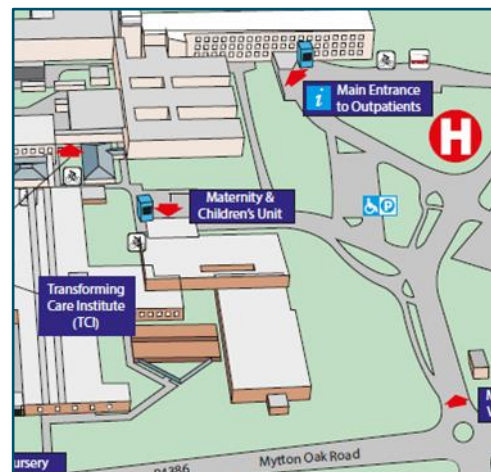 i Main Entrance
to Outpatients
H
Maternity &
Children's Unit
P
Transforming
Care Institute
(TCI)
M
V
Mytton Oak Road
B4386
ursery